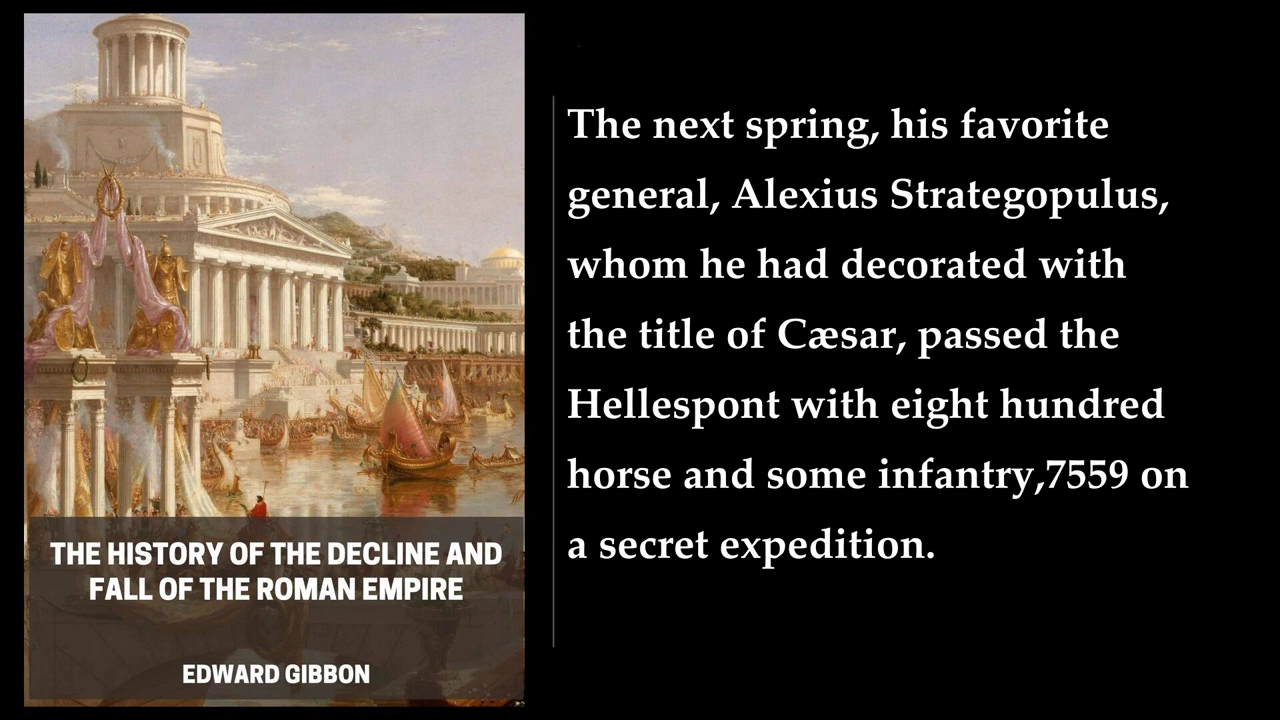 THE HISTORY OF THE DECLINE AND
FALL OF THE ROMAN EMPIRE
EDWARD GIBBON
The next spring, his favorite
general, Alexius Strategopulus,
whom he had decorated with
the title of Cæsar, passed the
Hellespont with eight hundred
horse and some infantry,7559 on
a secret expedition.